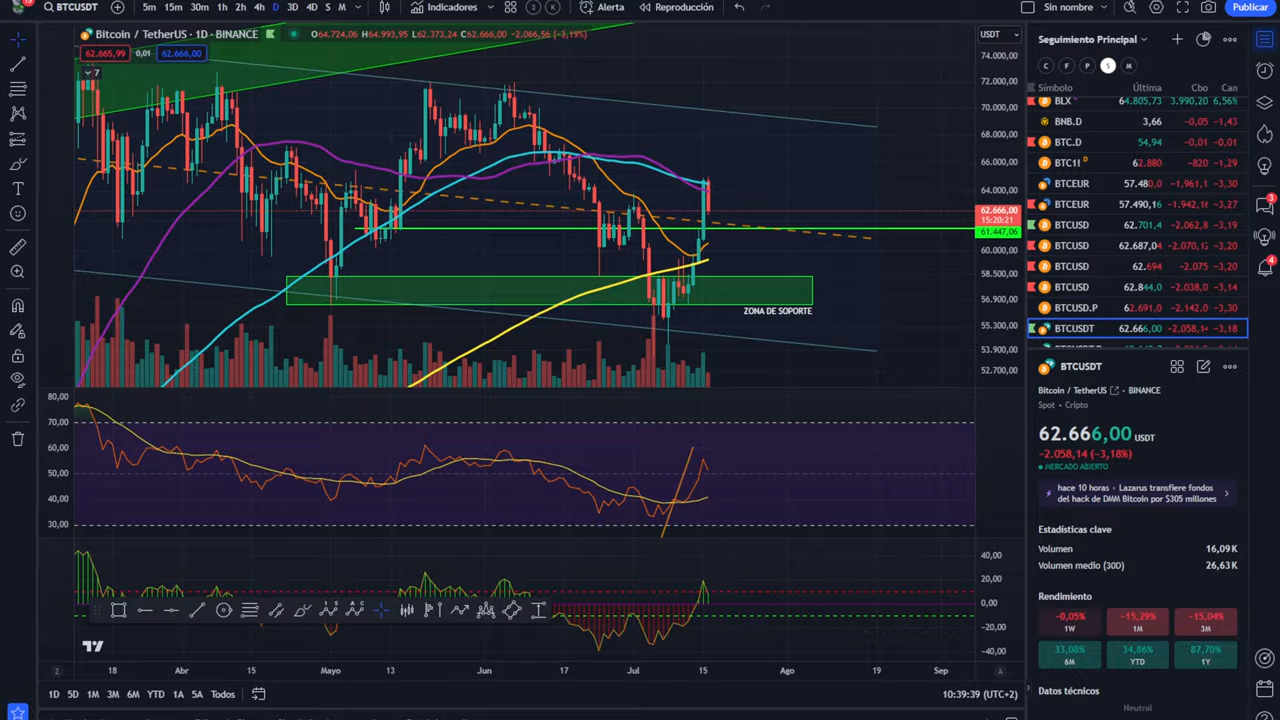 BTCUSDT
5m 15m 30m 1h 2h 4h D 3D 4D S M
Indicadores
2 K
Alerta
Reproducción
Sin nombre
Publicar
Bitcoin / TetherUS · 1D · BINANCE
O64.724,06 H64.993,95 L62.373,24 C62.666,00 −2.066,56 (−3,19%)
62.665,99 0,01 62.666,00
7
USDT
74.000,00
72.000,00
70.000,00
68.000,00
66.000,00
64.000,00
62.666,00
15:20:21
61.447,06
60.000,00
58.500,00
56.900,00
55.300,00
53.900,00
52.700,00
ZONA DE SOPORTE
80,00
70,00
60,00
50,00
40,00
30,00
40,00
20,00
0,00
−20,00
−40,00
18 Abr 15 Mayo 13 Jun 17 Jul 15 Ago 19 Sep
Z
A
1D 5D 1M 3M 6M YTD 1A 5A Todos
10:39:39 (UTC+2)
Seguimiento Principal
C F P S M
Símbolo Última Cbo Can
BLX 64.805,73 3.990,20 6,56%
BNB.D 3,66 −0,05 −1,43
BTC.D 54,94 −0,01 −0,01
BTC1! D 62.880 −820 −1,29
BTCEUR 57.480,0 −1.961,1 −3,30
BTCEUR 57.490,16 −1.942,1 −3,27
BTCUSD 62.701,4 −2.062,8 −3,19
BTCUSD 62.687,04 −2.070,12 −3,20
BTCUSD 62.694 −2.075 −3,20
BTCUSD 62.844,0 −2.038,0 −3,14
BTCUSD.P 62.691,0 −2.142,0 −3,30
BTCUSDT 62.666,00 −2.058,14 −3,18
BTCUSDT
Bitcoin / TetherUS · BINANCE
Spot · Cripto
62.666,00 USDT
−2.058,14 (−3,18%)
MERCADO ABIERTO
hace 10 horas · Lazarus transfiere fondos
del hack de DMM Bitcoin por $305 millones
Estadísticas clave
Volumen 16,09 K
Volumen medio (30D) 26,63 K
Rendimiento
−0,05% −15,29% −15,04%
1W 1M 3M
33,08% 34,86% 87,70%
6M YTD 1Y
Datos técnicos
Neutral
3
4